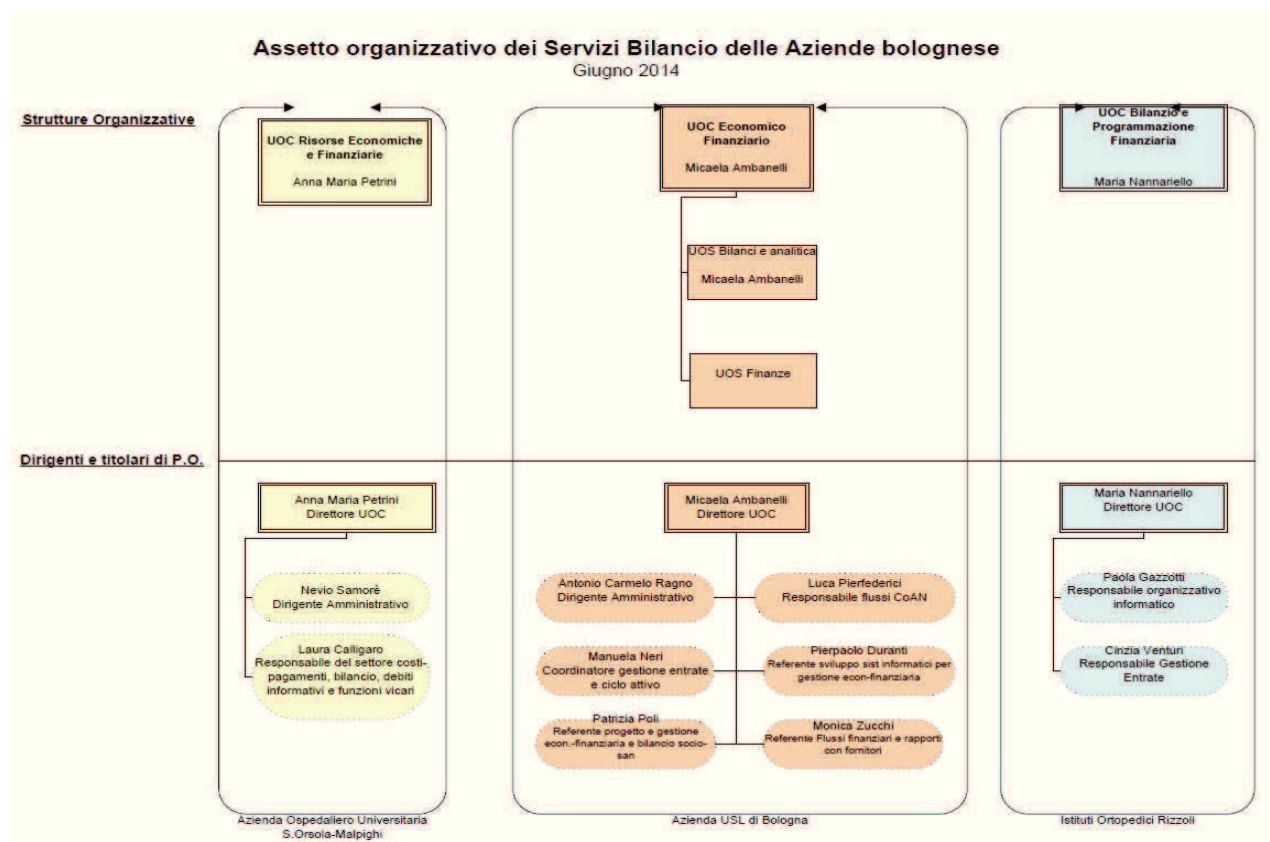 Assetto organizzativo dei Servizi Bilancio delle Aziende bolognese
Giugno 2014
Strutture Organizzative
UOC Risorse Economiche
e Finanziarie
Anna Maria Petrini
UOC Economico
Finanziario
Micaela Ambanelli
UOC Bilanzio e
Programmazione
Finanziaria
Maria Nannariello
UOS Bilanci e analitica
Micaela Ambanelli
UOS Finanze
Dirigenti e titolari di P.O.
Anna Maria Petrini
Direttore UOC
Nevio Samorè
Dirigente Amministrativo
Laura Calligaro
Responsabile del settore costi-
pagamenti, bilancio, debiti
informativi e funzioni vicari
Micaela Ambanelli
Direttore UOC
Antonio Carmelo Ragno
Dirigente Amministrativo
Luca Pierfederici
Responsabile flussi CoAN
Manuela Neri
Coordinatore gestione entrate
e ciclo attivo
Pierpaolo Duranti
Referente sviluppo sist informatici per
gestione econ-finanziaria
Patrizia Poli
Referente progetto e gestione
econ.-finanziaria e bilancio socio-
san
Monica Zucchi
Referente Flussi finanziari e rapporti
con fornitori
Maria Nannariello
Direttore UOC
Paola Gazzotti
Responsabile organizzativo
informatico
Cinzia Venturi
Responsabile Gestione
Entrate
Azienda Ospedaliero Universitaria
S.Orsola-Malpighi
Azienda USL di Bologna
Istituti Ortopedici Rizzoli